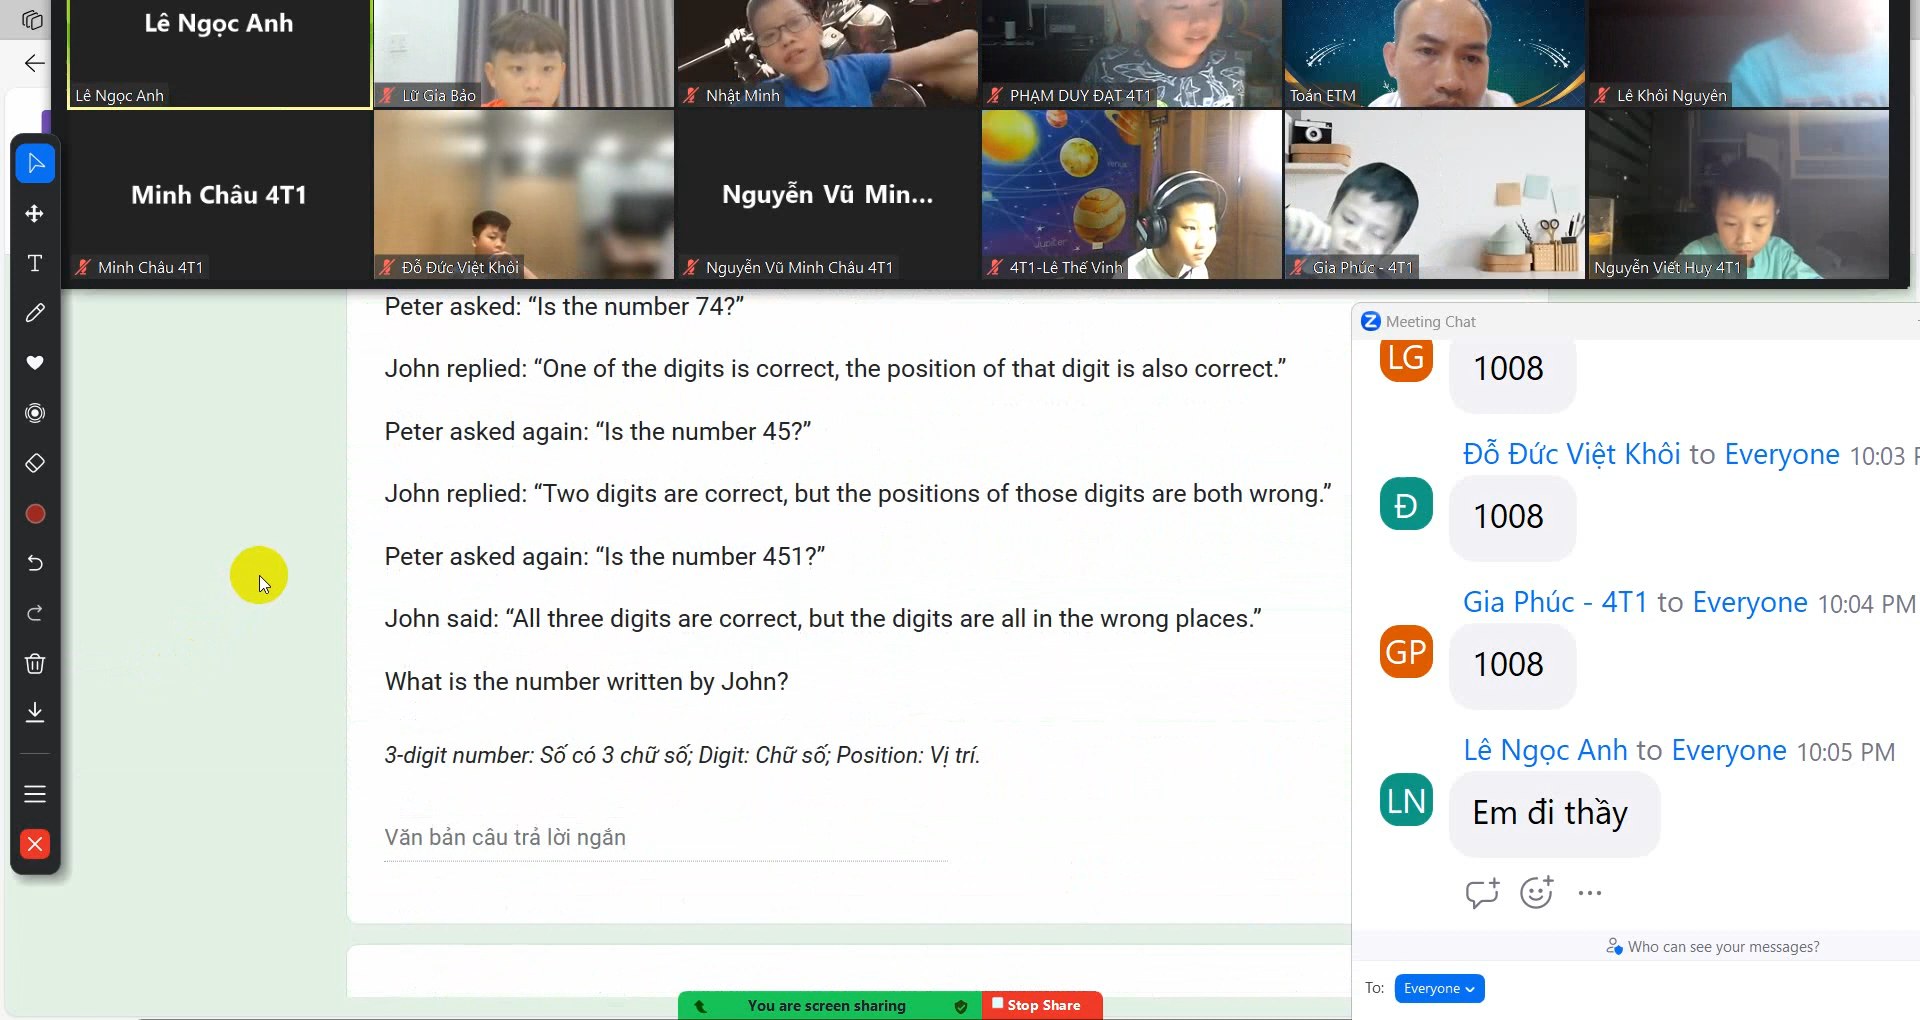 Lê Ngọc Anh
Lê Ngọc Anh
Lữ Gia Bảo
Nhật Minh
PHẠM DUY ĐẠT 4T1
Toán ETM
Lê Khôi Nguyên
Minh Châu 4T1
Minh Châu 4T1
Đỗ Đức Việt Khôi
Nguyễn Vũ Min...
Nguyễn Vũ Minh Châu 4T1
4T1-Lê Thế Vinh
Gia Phúc - 4T1
Nguyễn Viết Huy 4T1
Peter asked: “Is the number 74?”
John replied: “One of the digits is correct, the position of that digit is also correct.”
Peter asked again: “Is the number 45?”
John replied: “Two digits are correct, but the positions of those digits are both wrong.”
Peter asked again: “Is the number 451?”
John said: “All three digits are correct, but the digits are all in the wrong places.”
What is the number written by John?
3-digit number: Số có 3 chữ số; Digit: Chữ số; Position: Vị trí.
Văn bản câu trả lời ngắn
Meeting Chat
LG
1008
Đỗ Đức Việt Khôi to Everyone 10:03
Đ
1008
Gia Phúc - 4T1 to Everyone 10:04 PM
GP
1008
Lê Ngọc Anh to Everyone 10:05 PM
LN
Em đi thầy
Who can see your messages?
To: Everyone
You are screen sharing
Stop Share